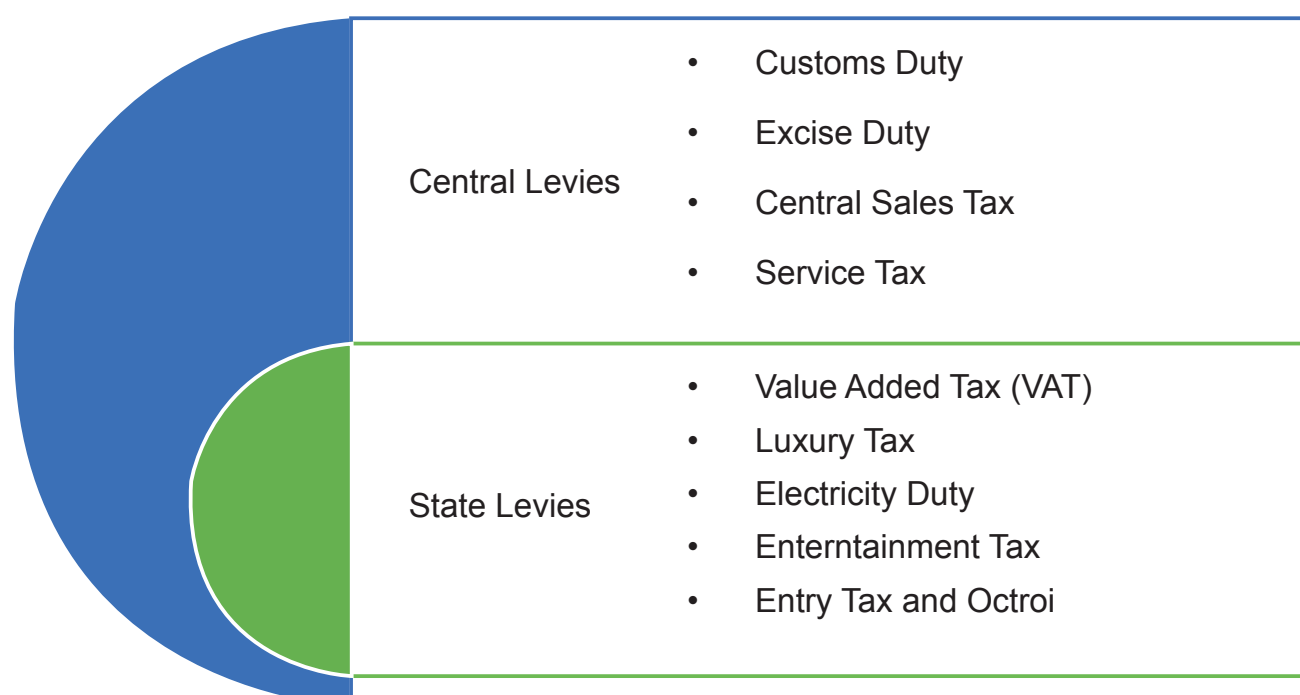 Central Levies
• Customs Duty
• Excise Duty
• Central Sales Tax
• Service Tax
State Levies
• Value Added Tax (VAT)
• Luxury Tax
• Electricity Duty
• Enterntainment Tax
• Entry Tax and Octroi